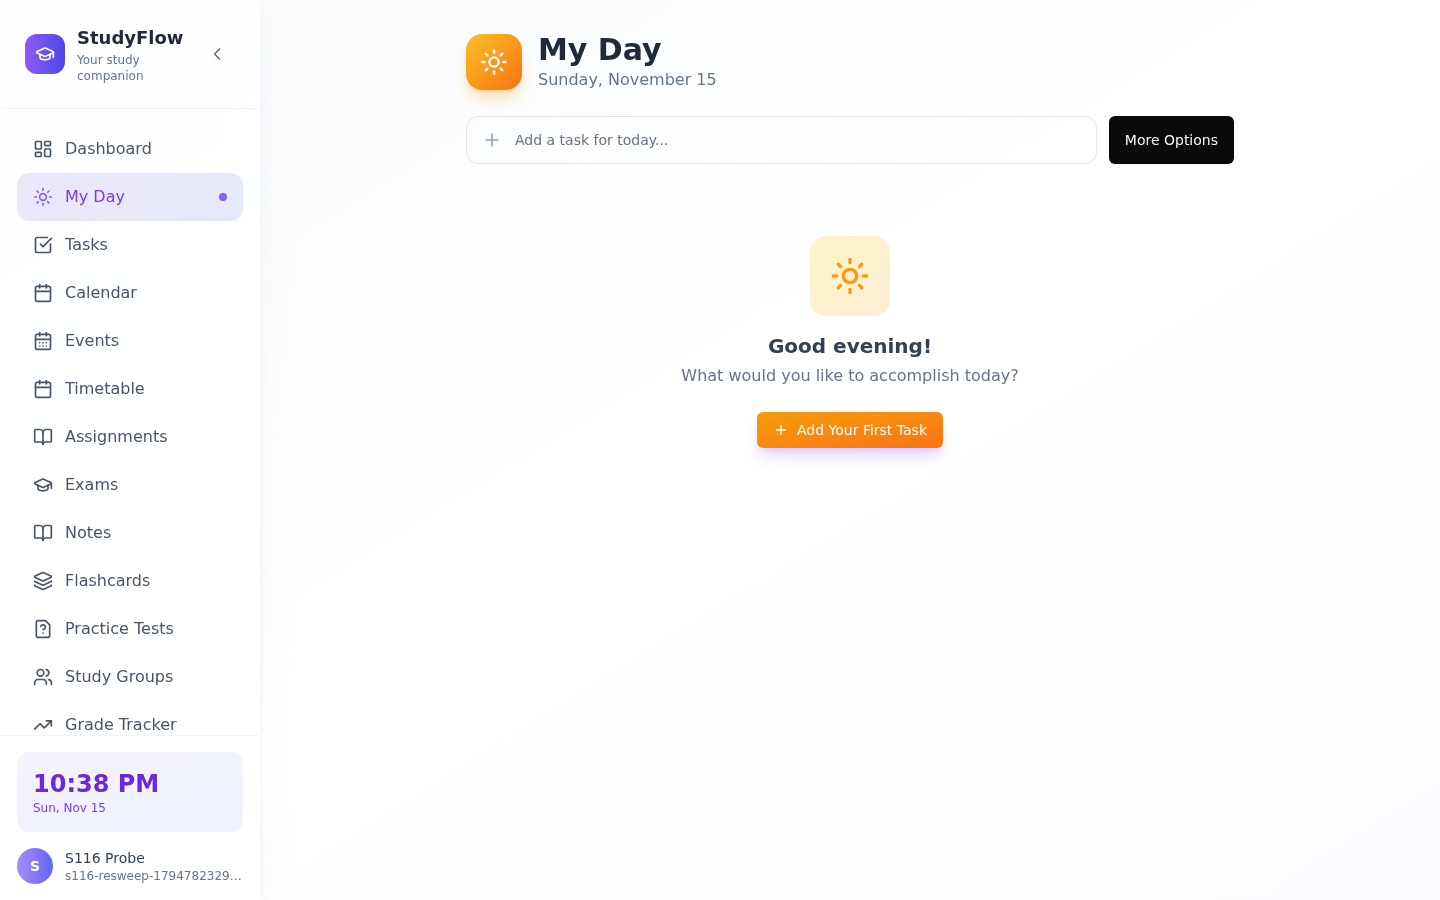 StudyFlow
Your study
companion
Dashboard
My Day
Tasks
Calendar
Events
Timetable
Assignments
Exams
Notes
Flashcards
Practice Tests
Study Groups
Grade Tracker
10:38 PM
Sun, Nov 15
S
S116 Probe
s116-resweep-1794782329...
My Day
Sunday, November 15
Add a task for today...
More Options
Good evening!
What would you like to accomplish today?
Add Your First Task